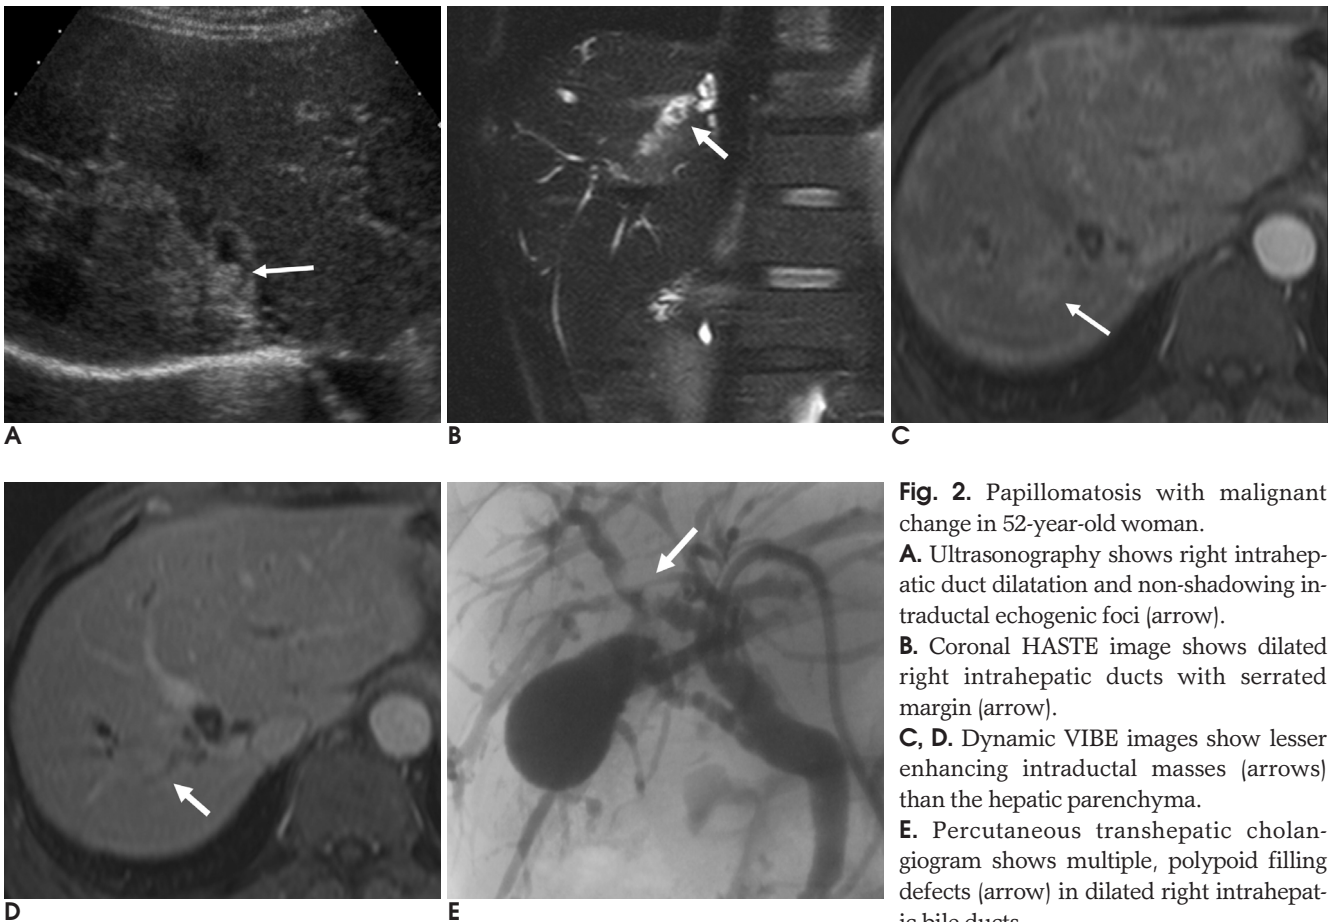 A
B
C
D
E
Fig. 2. Papillomatosis with malignant
change in 52-year-old woman.
A. Ultrasonography shows right intrahep-
atic duct dilatation and non-shadowing in-
traductal echogenic foci (arrow).
B. Coronal HASTE image shows dilated
right intrahepatic ducts with serrated
margin (arrow).
C, D. Dynamic VIBE images show lesser
enhancing intraductal masses (arrows)
than the hepatic parenchyma.
E. Percutaneous transhepatic cholan-
giogram shows multiple, polypoid filling
defects (arrow) in dilated right intrahepat-
ic bile ducts.